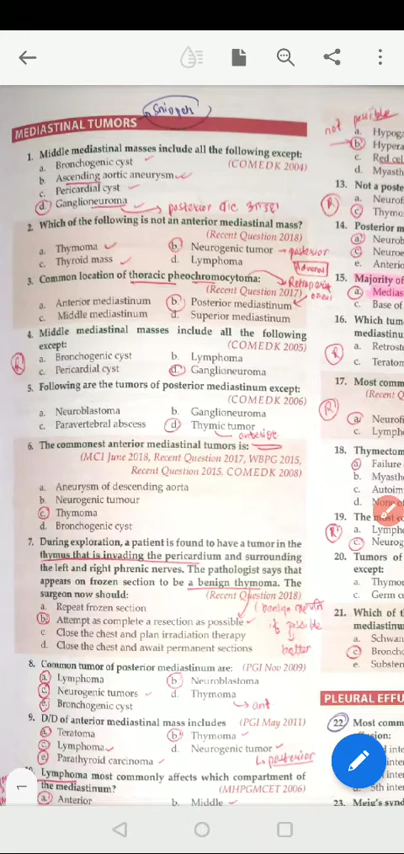 MEDIASTINAL TUMORS
1. Middle mediastinal masses include all the following except: (COMEDK 2004)
a. Bronchogenic cyst
b. Ascending aortic aneurysm
c. Pericardial cyst
d. Ganglioneuroma
posterior
2. Which of the following is not an anterior mediastinal mass? (Recent Question 2018)
a. Thymoma
b. Neurogenic tumor
posterior
c. Thyroid mass
d. Lymphoma
3. Common location of thoracic pheochromocytoma: (Recent Question 2017)
a. Anterior mediastinum
b. Posterior mediastinum
c. Middle mediastinum
d. Superior mediastinum
4. Middle mediastinal masses include all the following except: (COMEDK 2005)
a. Bronchogenic cyst
b. Lymphoma
c. Pericardial cyst
d. Ganglioneuroma
5. Following are the tumors of posterior mediastinum except: (COMEDK 2006)
a. Neuroblastoma
b. Ganglioneuroma
c. Paravertebral abscess
d. Thymic tumor
6. The commonest anterior mediastinal tumors is:
(MCI June 2018, Recent Question 2017, WBPG 2015,
Recent Question 2015, COMEDK 2008)
a. Aneurysm of descending aorta
b. Neurogenic tumour
c. Thymoma
d. Bronchogenic cyst
7. During exploration, a patient is found to have a tumor in the
thymus that is invading the pericardium and surrounding
the left and right phrenic nerves. The pathologist says that
appears on frozen section to be a benign thymoma. The
surgeon now should: (Recent Question 2018)
a. Repeat frozen section
b. Attempt as complete a resection as possible
if possible
c. Close the chest and plan irradiation therapy
better
d. Close the chest and await permanent sections
8. Common tumor of posterior mediastinum are: (PGI Nov 2009)
a. Lymphoma
b. Neuroblastoma
c. Neurogenic tumors
d. Thymoma
e. Bronchogenic cyst
ant
9. D/D of anterior mediastinal mass includes (PGI May 2011)
a. Teratoma
b. Thymoma
c. Lymphoma
d. Neurogenic tumor
e. Parathyroid carcinoma
posterior
Lymphoma most commonly affects which compartment of
the mediastinum? (MHPGMCET 2006)
a. Anterior
b. Middle
not possible
a. Hypog
b. Hypera
c. Red cel
d. Myasth
13. Not a poste
a. Neurof
c. Thymo
14. Posterior m
a. Neurob
c. Neuroe
e. Anterio
15. Majority of
a. Medias
c. Base of
16. Which tum
mediastinu
a. Retrost
c. Teraton
17. Most comm
(Recent Q
a. Neurofi
c. Lymph
18. Thymectom
a. Failure
b. Myasth
c. Autoim
d. None of
19. The
a. Lymph
c. Neurog
20. Tumors of
except:
a. Thymo
c. Germ c
21. Which of t
mediastinu
a. Schwan
c. Bronch
e. Substen
PLEURAL EFFU
22. Most comm
23. Meig's synd